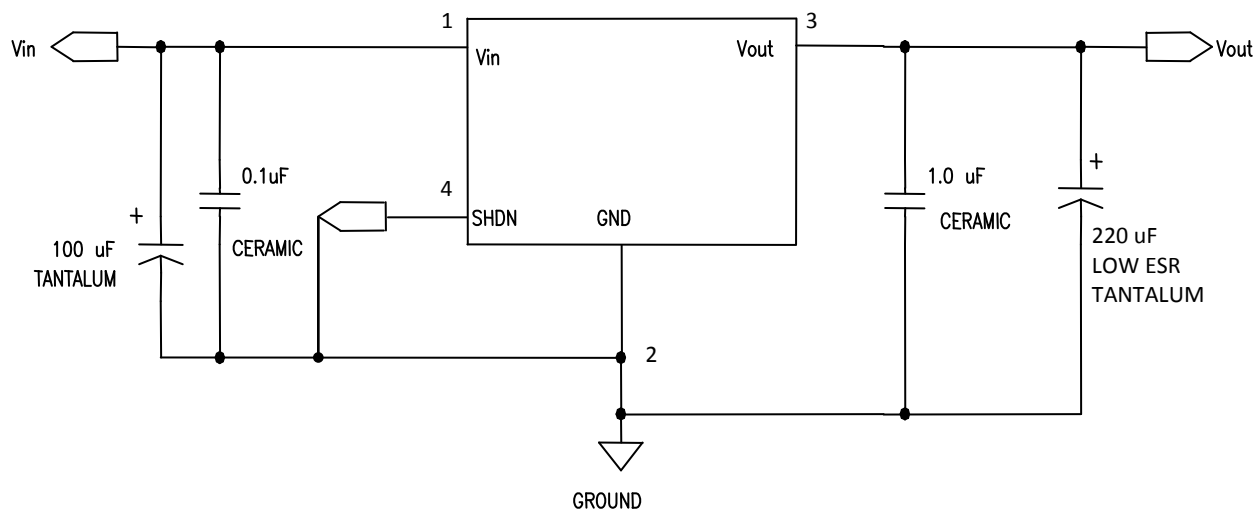 1
3
Vin
Vin
Vout
Vout
0.1uF
4
+
1.0 uF
+
SHDN
GND
CERAMIC
100 uF
TANTALUM
CERAMIC
220 uF
LOW ESR
TANTALUM
2
GROUND